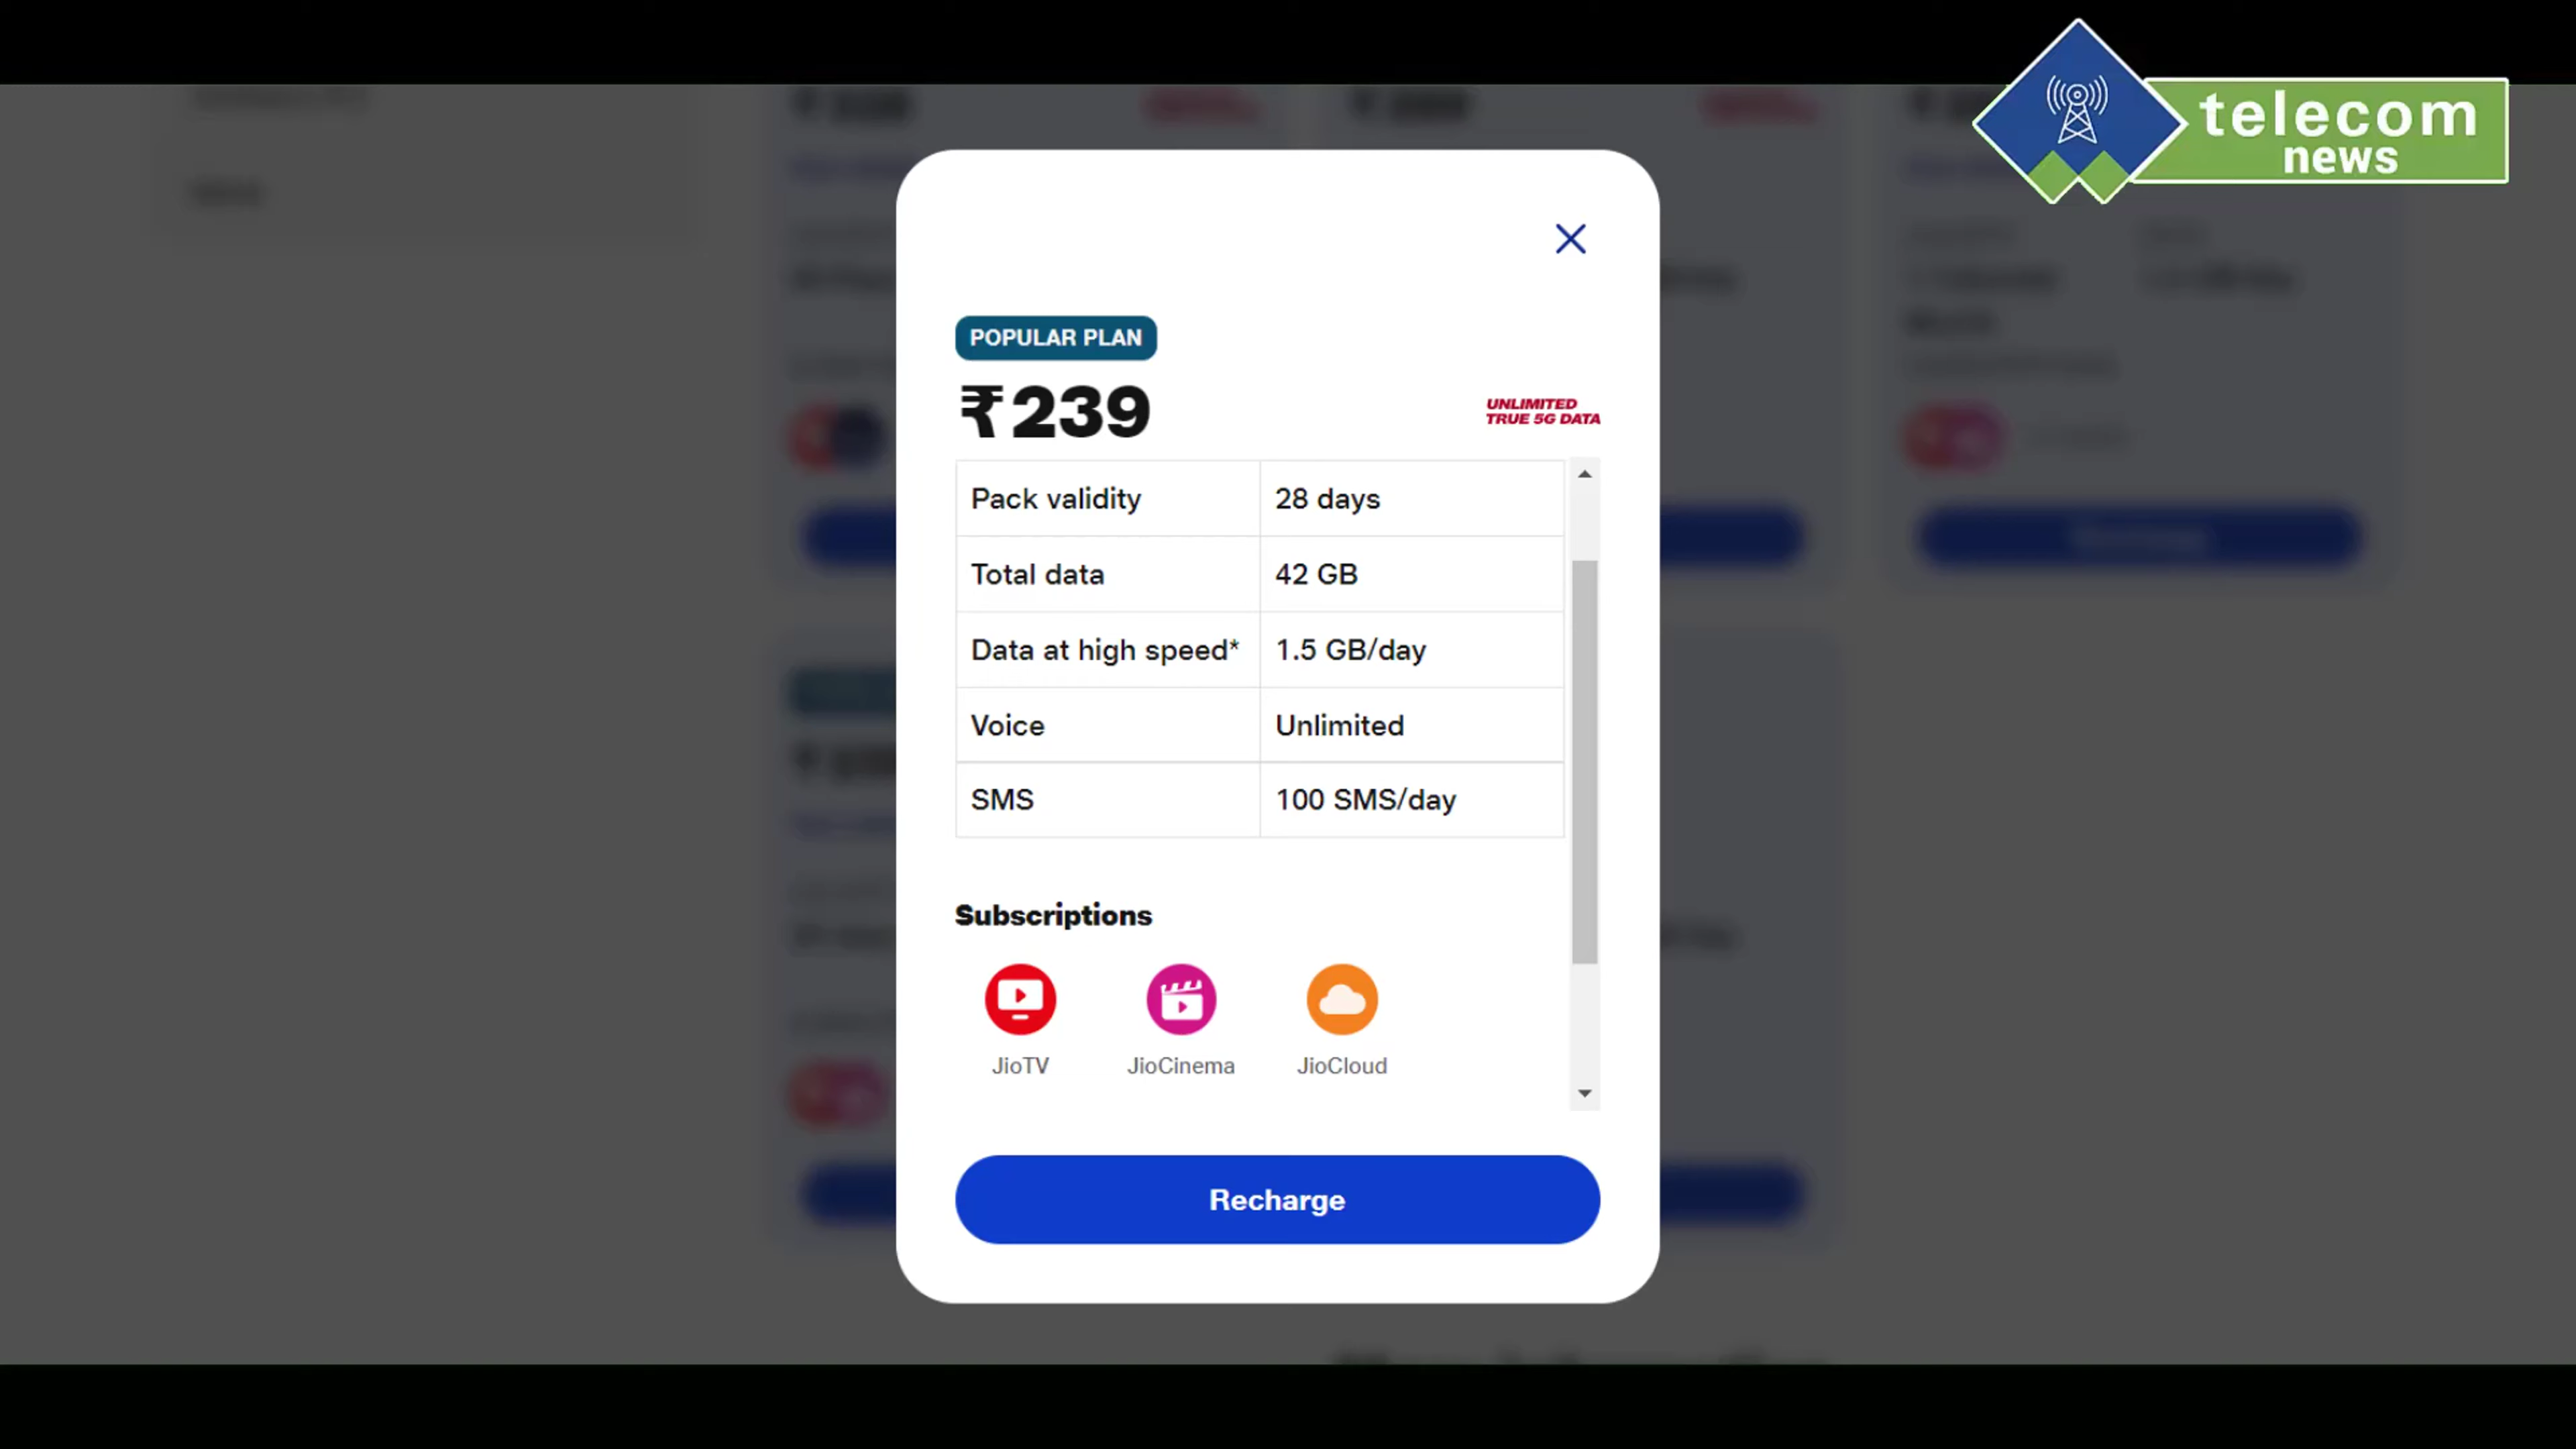 telecom
news
POPULAR PLAN
₹239
UNLIMITED
TRUE 5G DATA
Pack validity 28 days
Total data 42 GB
Data at high speed* 1.5 GB/day
Voice Unlimited
SMS 100 SMS/day
Subscriptions
JioTV JioCinema JioCloud
Recharge